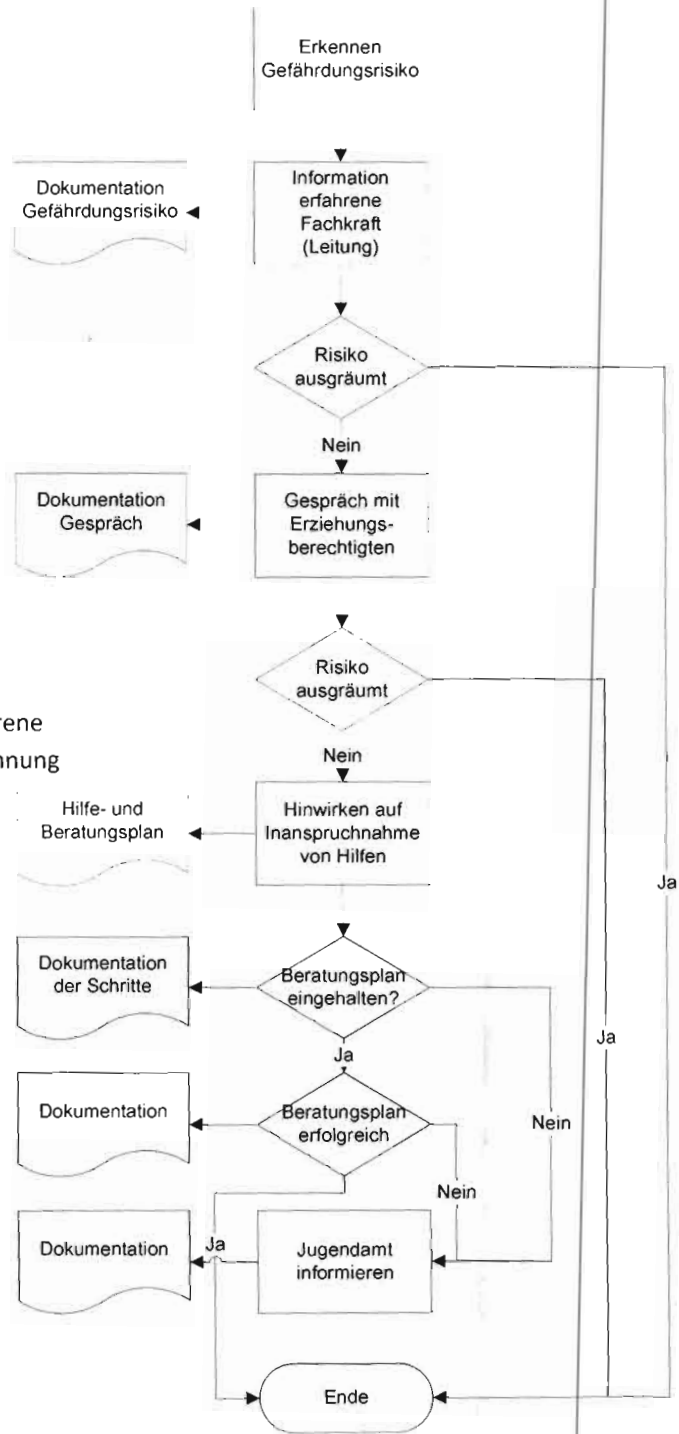 Erkennen
Gefährdungsrisiko
Dokumentation
Gefährdungsrisiko
Information
erfahrene
Fachkraft
(Leitung)
Risiko
ausgräumt
Nein
Dokumentation
Gespräch
Gespräch mit
Erziehungs-
berechtigten
Risiko
ausgräumt
rene
nnung
Nein
Hilfe- und
Beratungsplan
Hinwirken auf
Inanspruchnahme
von Hilfen
Ja
Dokumentation
der Schritte
Beratungsplan
eingehalten?
Ja
Ja
Dokumentation
Beratungsplan
erfolgreich
Nein
Nein
Dokumentation
Ja
Jugendamt
informieren
Ende